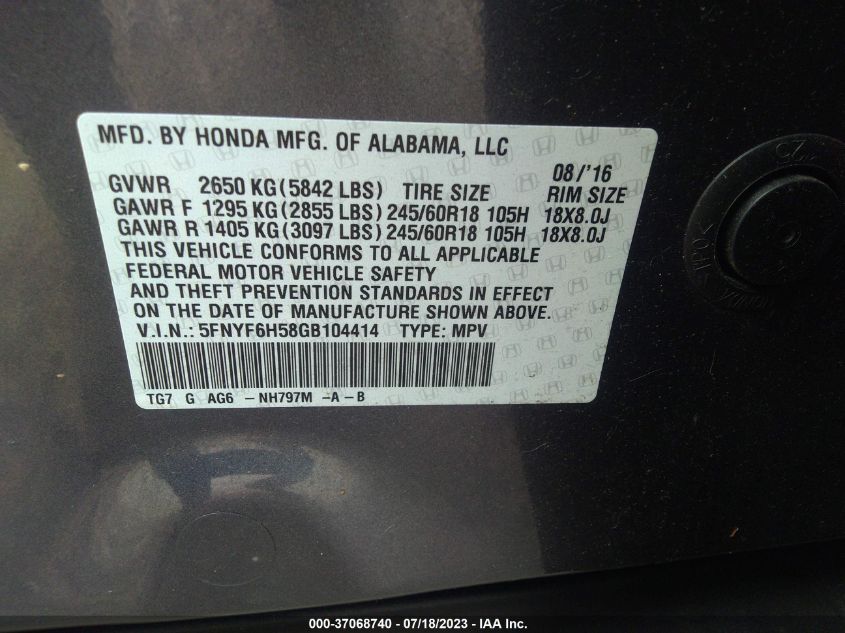 MFD. BY HONDA MFG. OF ALABAMA, LLC
08/'16
GVWR 2650 KG (5842 LBS) TIRE SIZE RIM SIZE
GAWR F 1295 KG (2855 LBS) 245/60R18 105H 18X8.0J
GAWR R 1405 KG (3097 LBS) 245/60R18 105H 18X8.0J
THIS VEHICLE CONFORMS TO ALL APPLICABLE
FEDERAL MOTOR VEHICLE SAFETY
AND THEFT PREVENTION STANDARDS IN EFFECT
ON THE DATE OF MANUFACTURE SHOWN ABOVE.
V.I.N.: 5FNYF6H58GB104414 TYPE: MPV
TG7 G AG6 -NH797M -A-B
000-37068740 - 07/18/2023 - IAA Inc.